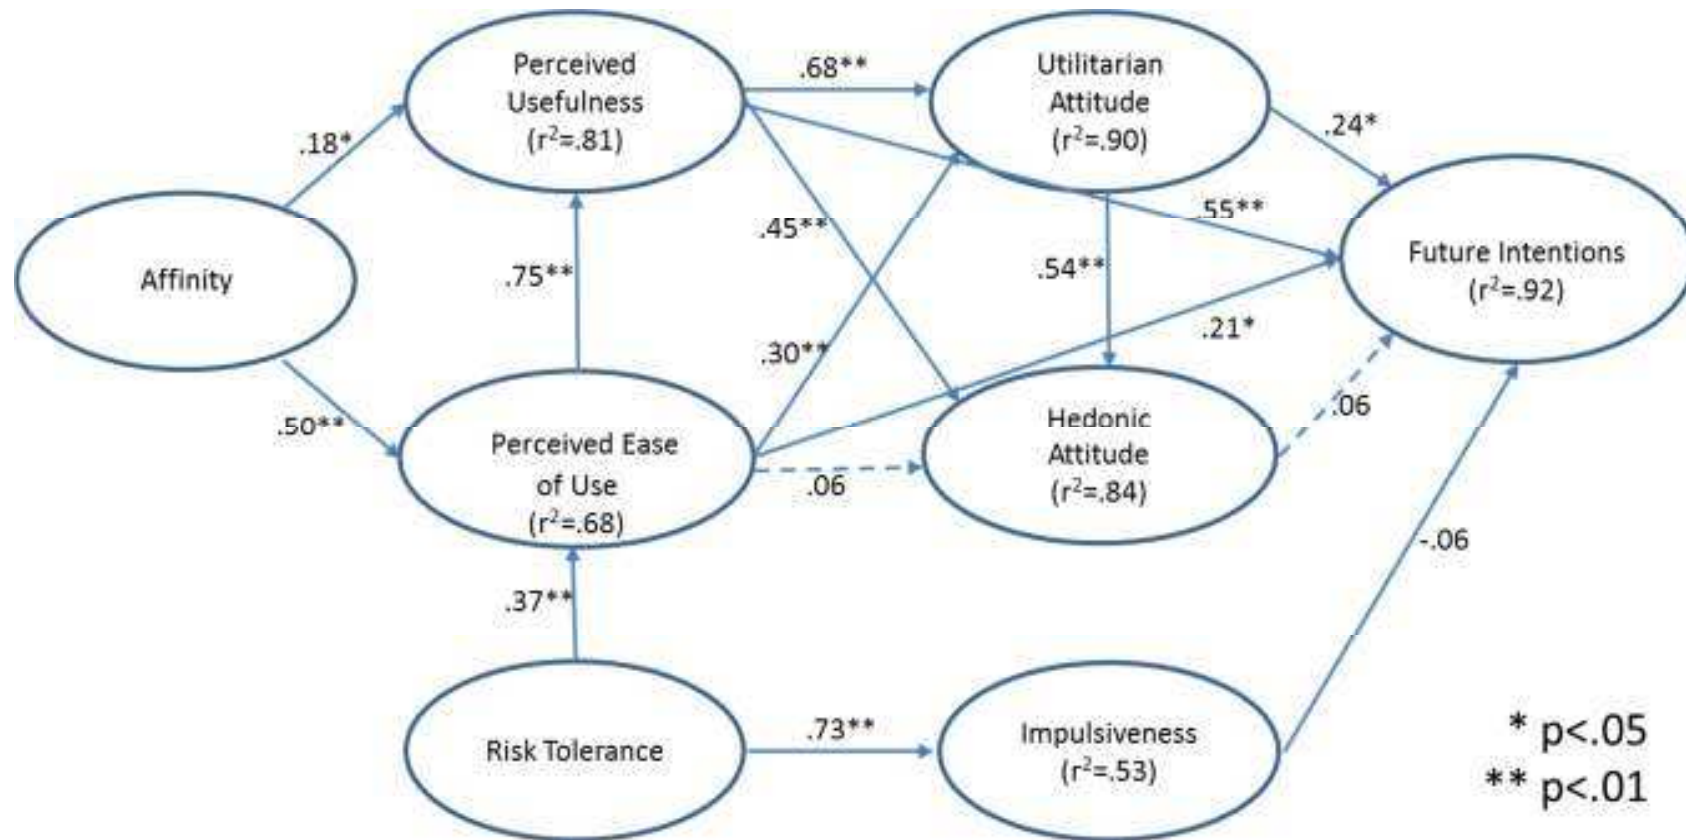 Perceived
Usefulness
(r²=.81)
Utilitarian
Attitude
(r²=.90)
.68**
.24*
.18*
Affinity
.75**
.45**
.54**
.55**
Future Intentions
(r²=.92)
.30**
.21*
.50**
Perceived Ease
of Use
(r²=.68)
.06
Hedonic
Attitude
(r²=.84)
.06
-.06
.37**
Risk Tolerance
.73**
Impulsiveness
(r²=.53)
* p<.05
** p<.01